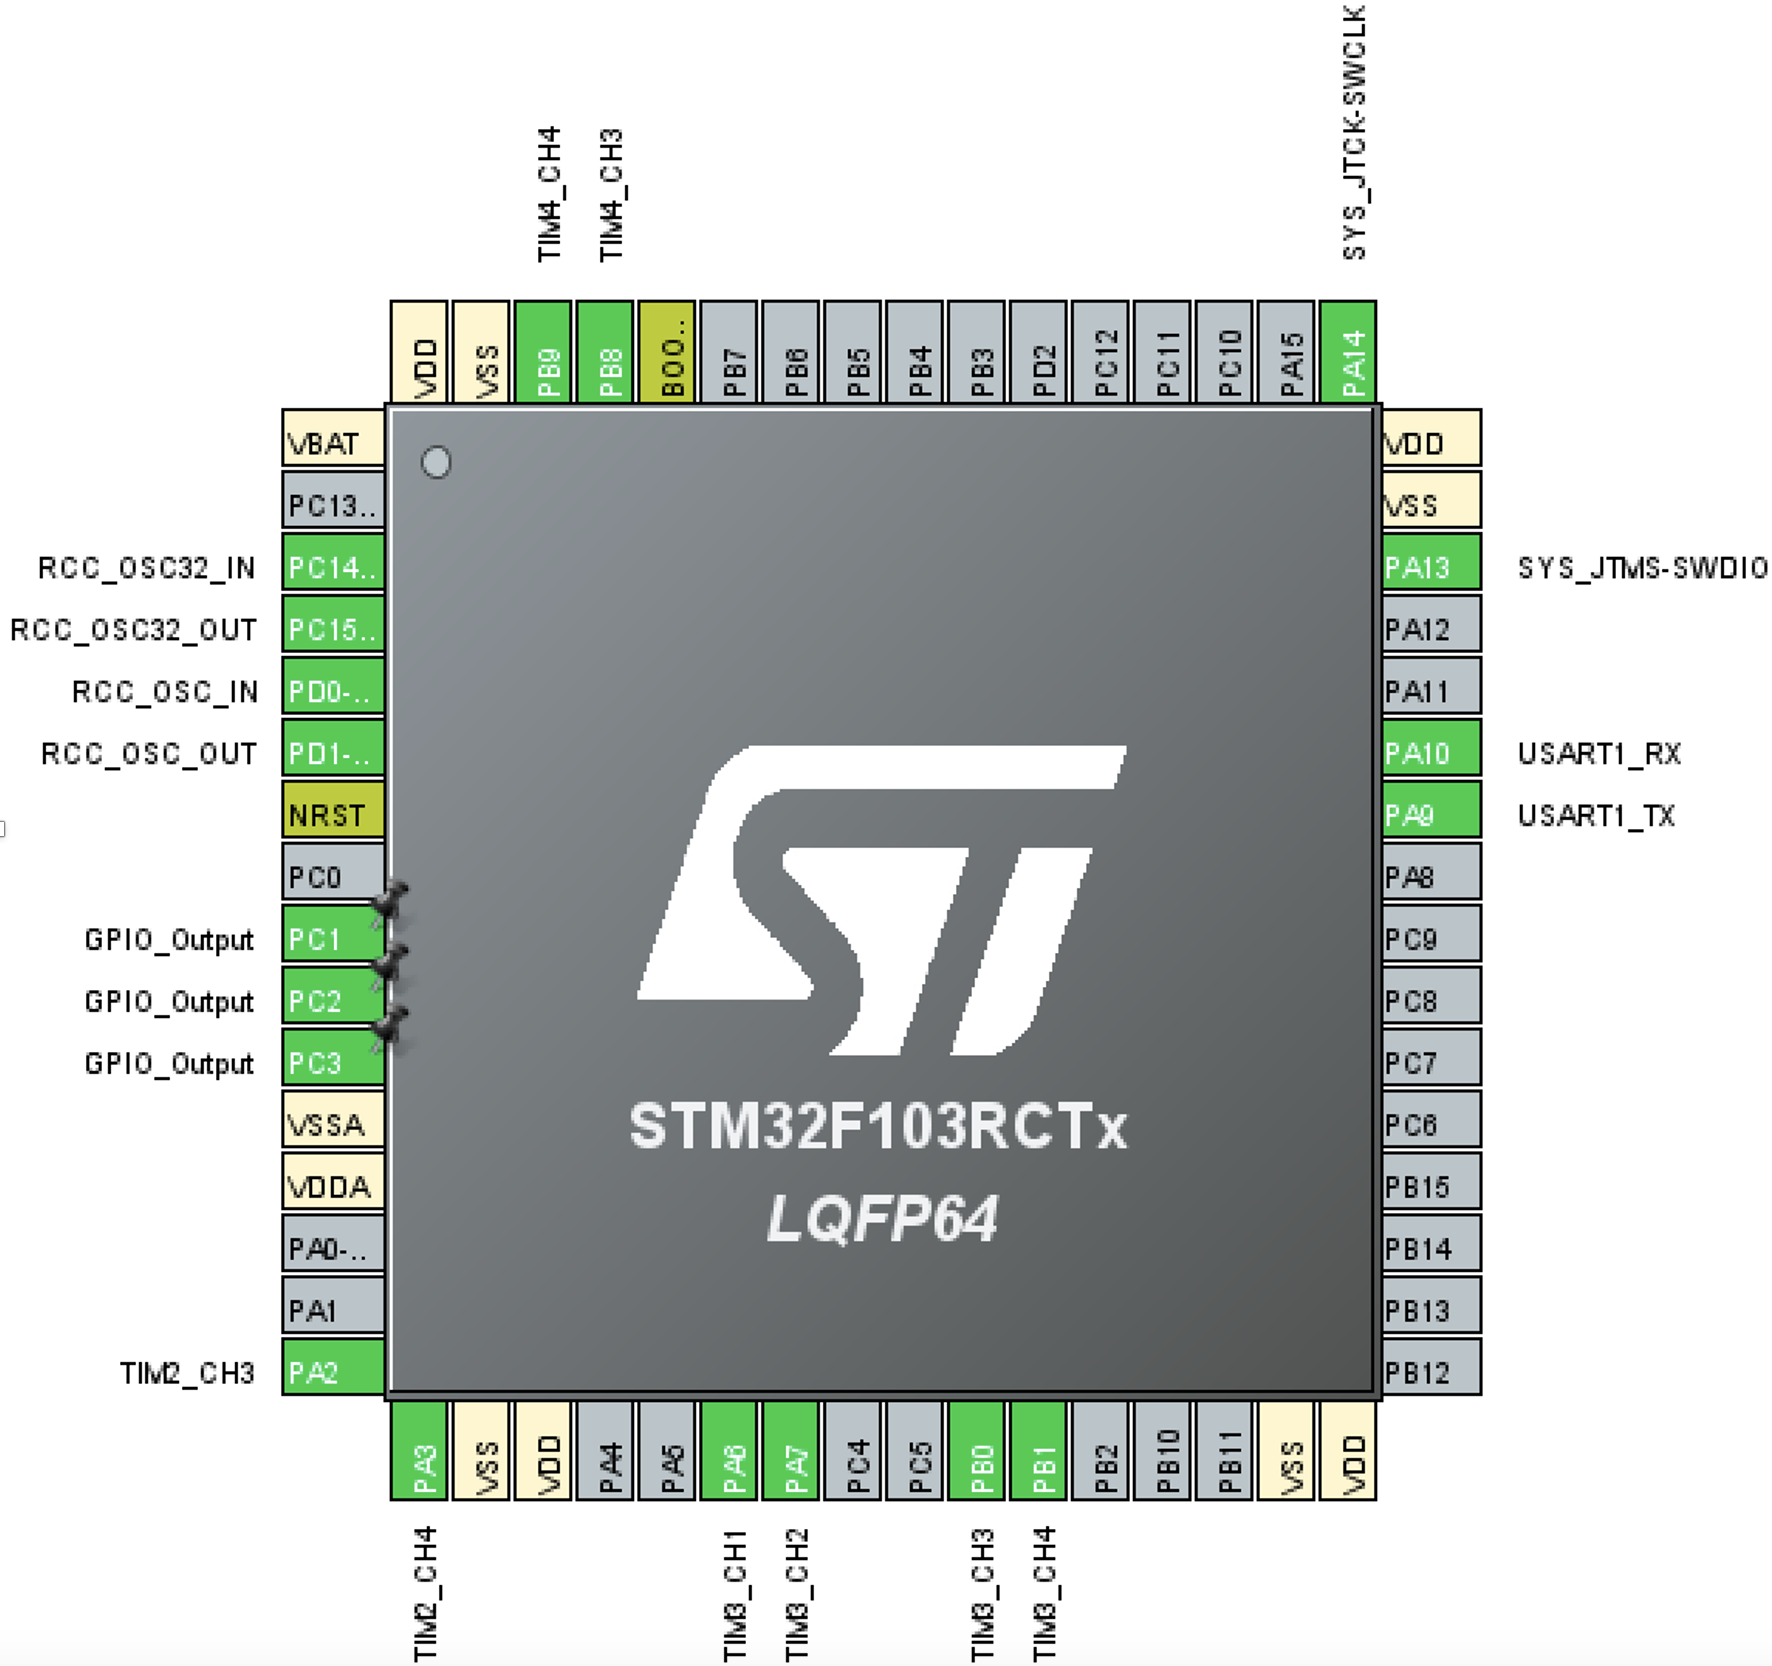 SYS_JTCK-SWCLK
TIM4_CH4
TIM4_CH3
VDD
VSS
PB9
PB8
BOO..
PB7
PB6
PB5
PB4
PB3
PD2
PC12
PC11
PC10
PA15
PA14
VBAT
PC13..
RCC_OSC32_IN PC14..
RCC_OSC32_OUT PC15..
RCC_OSC_IN PD0-..
RCC_OSC_OUT PD1-..
NRST
PC0
GPIO_Output PC1
GPIO_Output PC2
GPIO_Output PC3
VSSA
VDDA
PA0-..
PA1
TIM2_CH3 PA2
ST
STM32F103RCTx
LQFP64
VDD
VSS
PA13 SYS_JTMS-SWDIO
PA12
PA11
PA10 USART1_RX
PA9 USART1_TX
PA8
PC9
PC8
PC7
PC6
PB15
PB14
PB13
PB12
PA3
VSS
VDD
PA4
PA5
PA6
PA7
PC4
PC5
PB0
PB1
PB2
PB10
PB11
VSS
VDD
TIM2_CH4
TIM3_CH1
TIM3_CH2
TIM3_CH3
TIM3_CH4